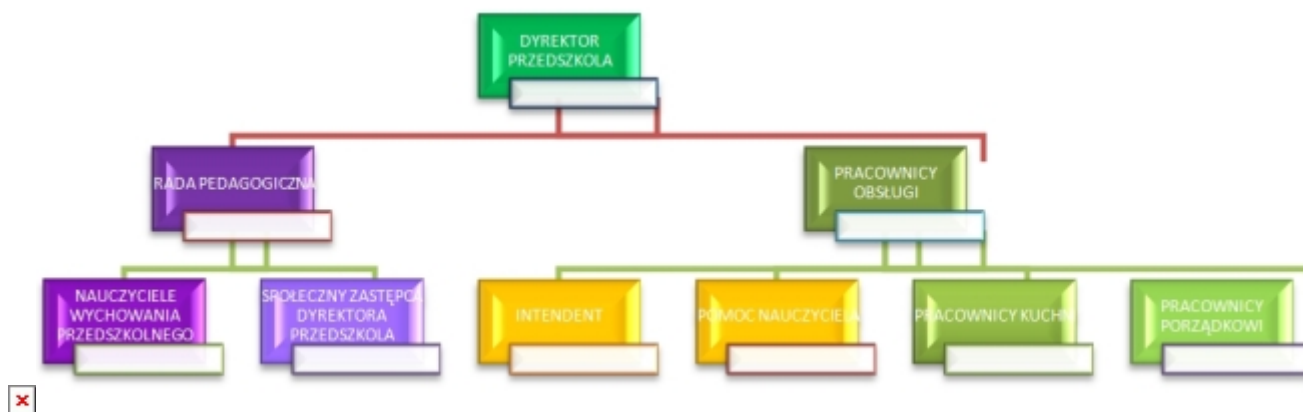 DYREKTOR
PRZEDSZKOLA
RADA PEDAGOGICZNA
PRACOWNICY
OBSŁUGI
NAUCZYCIELE
WYCHOWANIA
PRZEDSZKOLNEGO
SPOŁECZNY ZASTĘPCA
DYREKTORA
PRZEDSZKOLA
INTENDENT
POMOC NAUCZYCIELA
PRACOWNICY KUCHNI
PRACOWNICY
PORZĄDKOWI